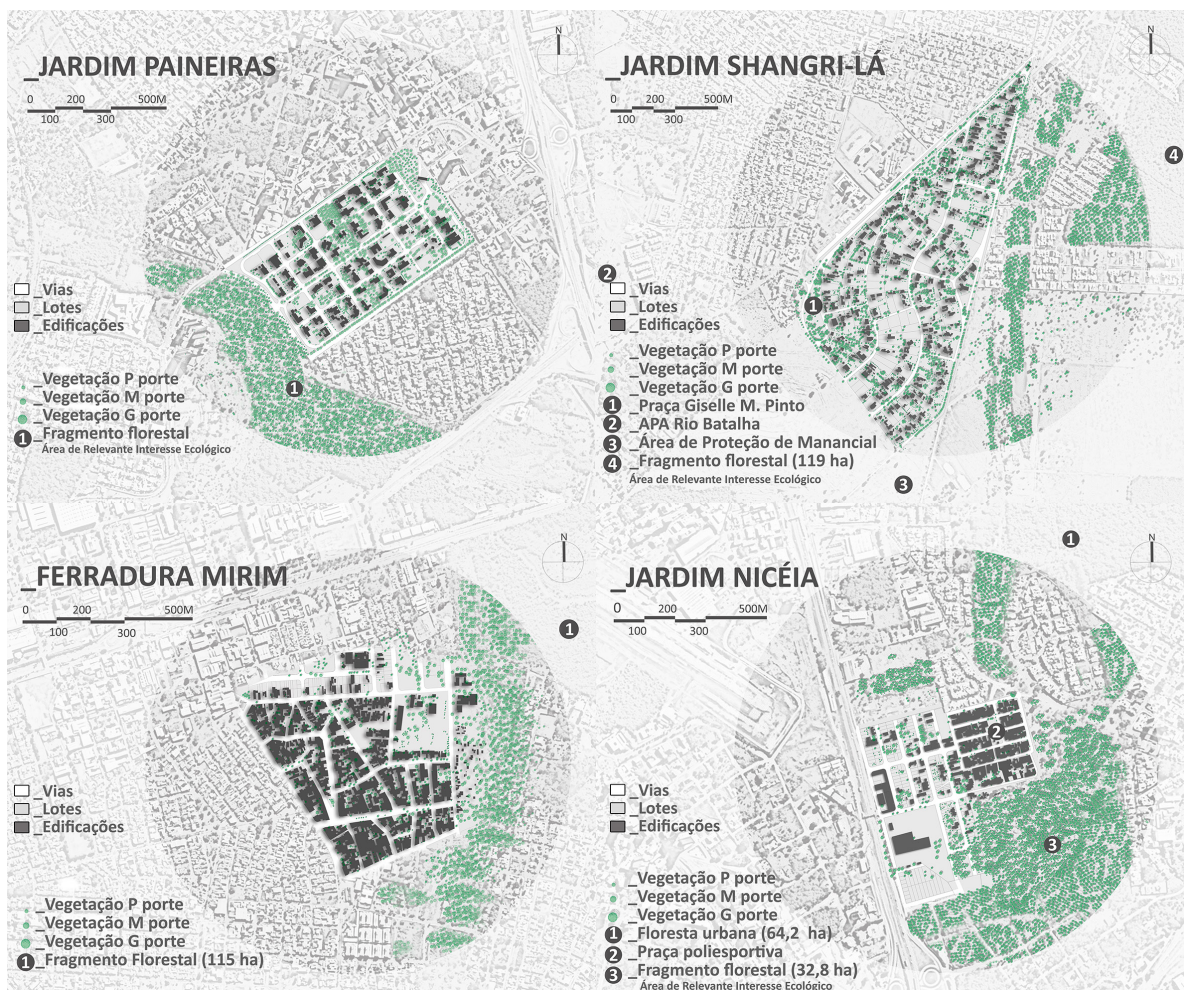 _JARDIM PAINEIRAS
N
0 200 500M
100 300
_Vias
_Lotes
_Edificações
_Vegetação P porte
_Vegetação M porte
_Vegetação G porte
1 _Fragmento florestal
Área de Relevante Interesse Ecológico
1
_JARDIM SHANGRI-LÁ
N
0 200 500M
100 300
4
2
_Vias
_Lotes
_Edificações
1
_Vegetação P porte
_Vegetação M porte
_Vegetação G porte
1 _Praça Giselle M. Pinto
2 _APA Rio Batalha
3 _Área de Proteção de Manancial
4 _Fragmento florestal (119 ha)
Área de Relevante Interesse Ecológico
3
_FERRADURA MIRIM
N
0 200 500M
100 300
1
_Vias
_Lotes
_Edificações
_Vegetação P porte
_Vegetação M porte
_Vegetação G porte
1 _Fragmento Florestal (115 ha)
1
_JARDIM NICÉIA
N
0 200 500M
100 300
2
_Vias
_Lotes
_Edificações
3
_Vegetação P porte
_Vegetação M porte
_Vegetação G porte
1 _Floresta urbana (64,2 ha)
2 _Praça poliesportiva
3 _Fragmento florestal (32,8 ha)
Área de Relevante Interesse Ecológico